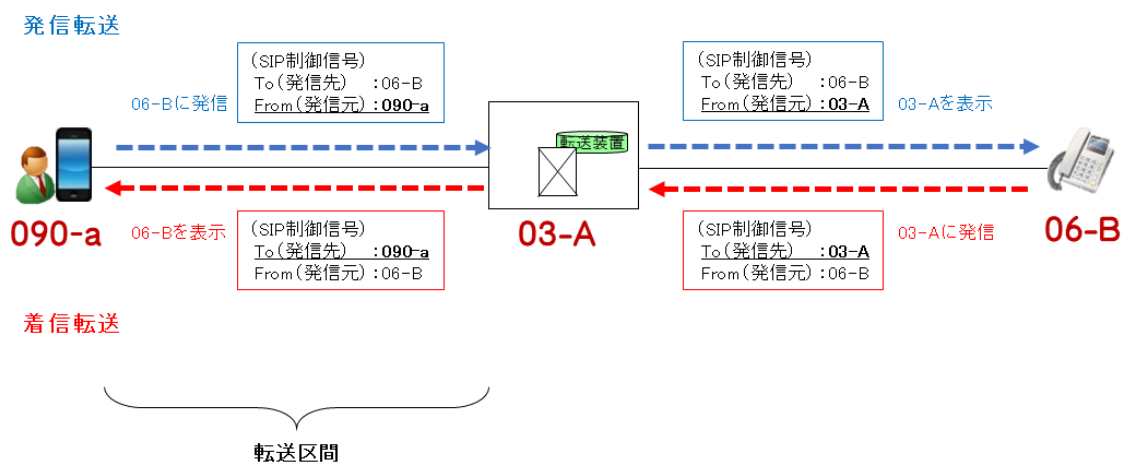 発信転送
(SIP制御信号)
To(発信先) :06-B
From(発信元):090-a
06-Bに発信
(SIP制御信号)
To(発信先) :06-B
From(発信元):03-A
03-Aを表示
転送装置
090-a
03-A
06-B
06-Bを表示
(SIP制御信号)
To(発信先) :090-a
From(発信元):06-B
(SIP制御信号)
To(発信先) :03-A
From(発信元):06-B
03-Aに発信
着信転送
転送区間